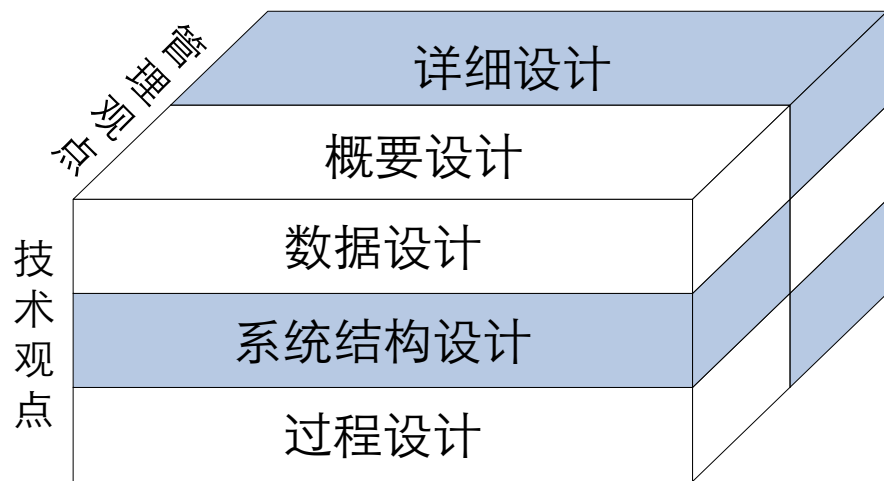 管理观点
详细设计
概要设计
技术观点
数据设计
系统结构设计
过程设计